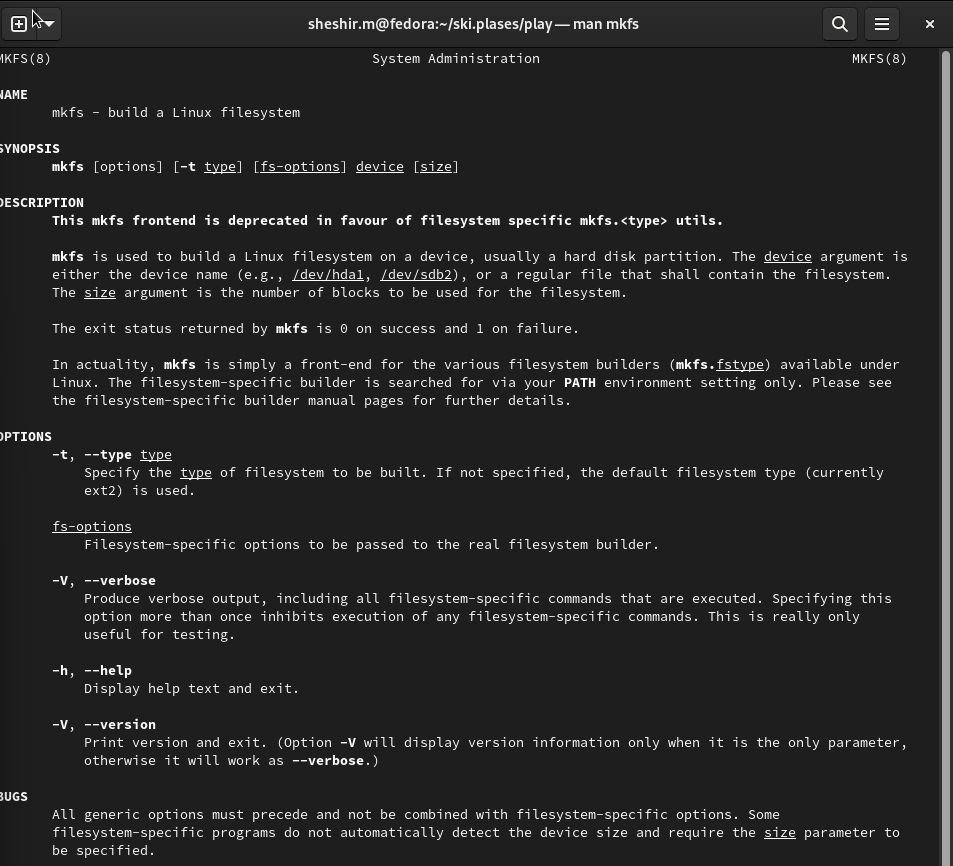 sheshir.m@fedora:~/ski.plases/play — man mkfs
MKFS(8) System Administration MKFS(8)
NAME
mkfs - build a Linux filesystem
SYNOPSIS
mkfs [options] [-t type] [fs-options] device [size]
DESCRIPTION
This mkfs frontend is deprecated in favour of filesystem specific mkfs.<type> utils.
mkfs is used to build a Linux filesystem on a device, usually a hard disk partition. The device argument is
either the device name (e.g., /dev/hda1, /dev/sdb2), or a regular file that shall contain the filesystem.
The size argument is the number of blocks to be used for the filesystem.
The exit status returned by mkfs is 0 on success and 1 on failure.
In actuality, mkfs is simply a front-end for the various filesystem builders (mkfs.fstype) available under
Linux. The filesystem-specific builder is searched for via your PATH environment setting only. Please see
the filesystem-specific builder manual pages for further details.
OPTIONS
-t, --type type
Specify the type of filesystem to be built. If not specified, the default filesystem type (currently
ext2) is used.
fs-options
Filesystem-specific options to be passed to the real filesystem builder.
-V, --verbose
Produce verbose output, including all filesystem-specific commands that are executed. Specifying this
option more than once inhibits execution of any filesystem-specific commands. This is really only
useful for testing.
-h, --help
Display help text and exit.
-V, --version
Print version and exit. (Option -V will display version information only when it is the only parameter,
otherwise it will work as --verbose.)
BUGS
All generic options must precede and not be combined with filesystem-specific options. Some
filesystem-specific programs do not automatically detect the device size and require the size parameter to
be specified.